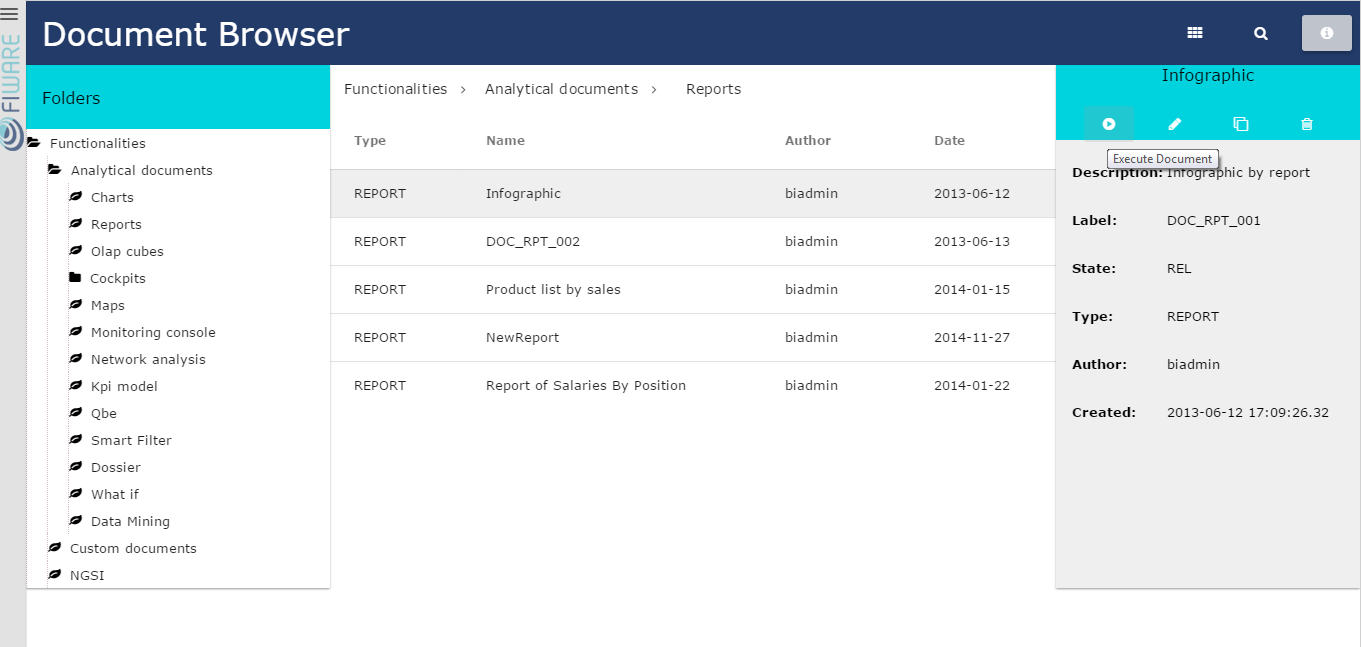 FIWARE
Document Browser
Folders
Functionalities
Analytical documents
Charts
Reports
Olap cubes
Cockpits
Maps
Monitoring console
Network analysis
Kpi model
Qbe
Smart Filter
Dossier
What if
Data Mining
Custom documents
NGSI
Functionalities > Analytical documents > Reports
Type Name Author Date
REPORT Infographic biadmin 2013-06-12
REPORT DOC_RPT_002 biadmin 2013-06-13
REPORT Product list by sales biadmin 2014-01-15
REPORT NewReport biadmin 2014-11-27
REPORT Report of Salaries By Position biadmin 2014-01-22
Infographic
Execute Document
Description: Infographic by report
Label: DOC_RPT_001
State: REL
Type: REPORT
Author: biadmin
Created: 2013-06-12 17:09:26.32